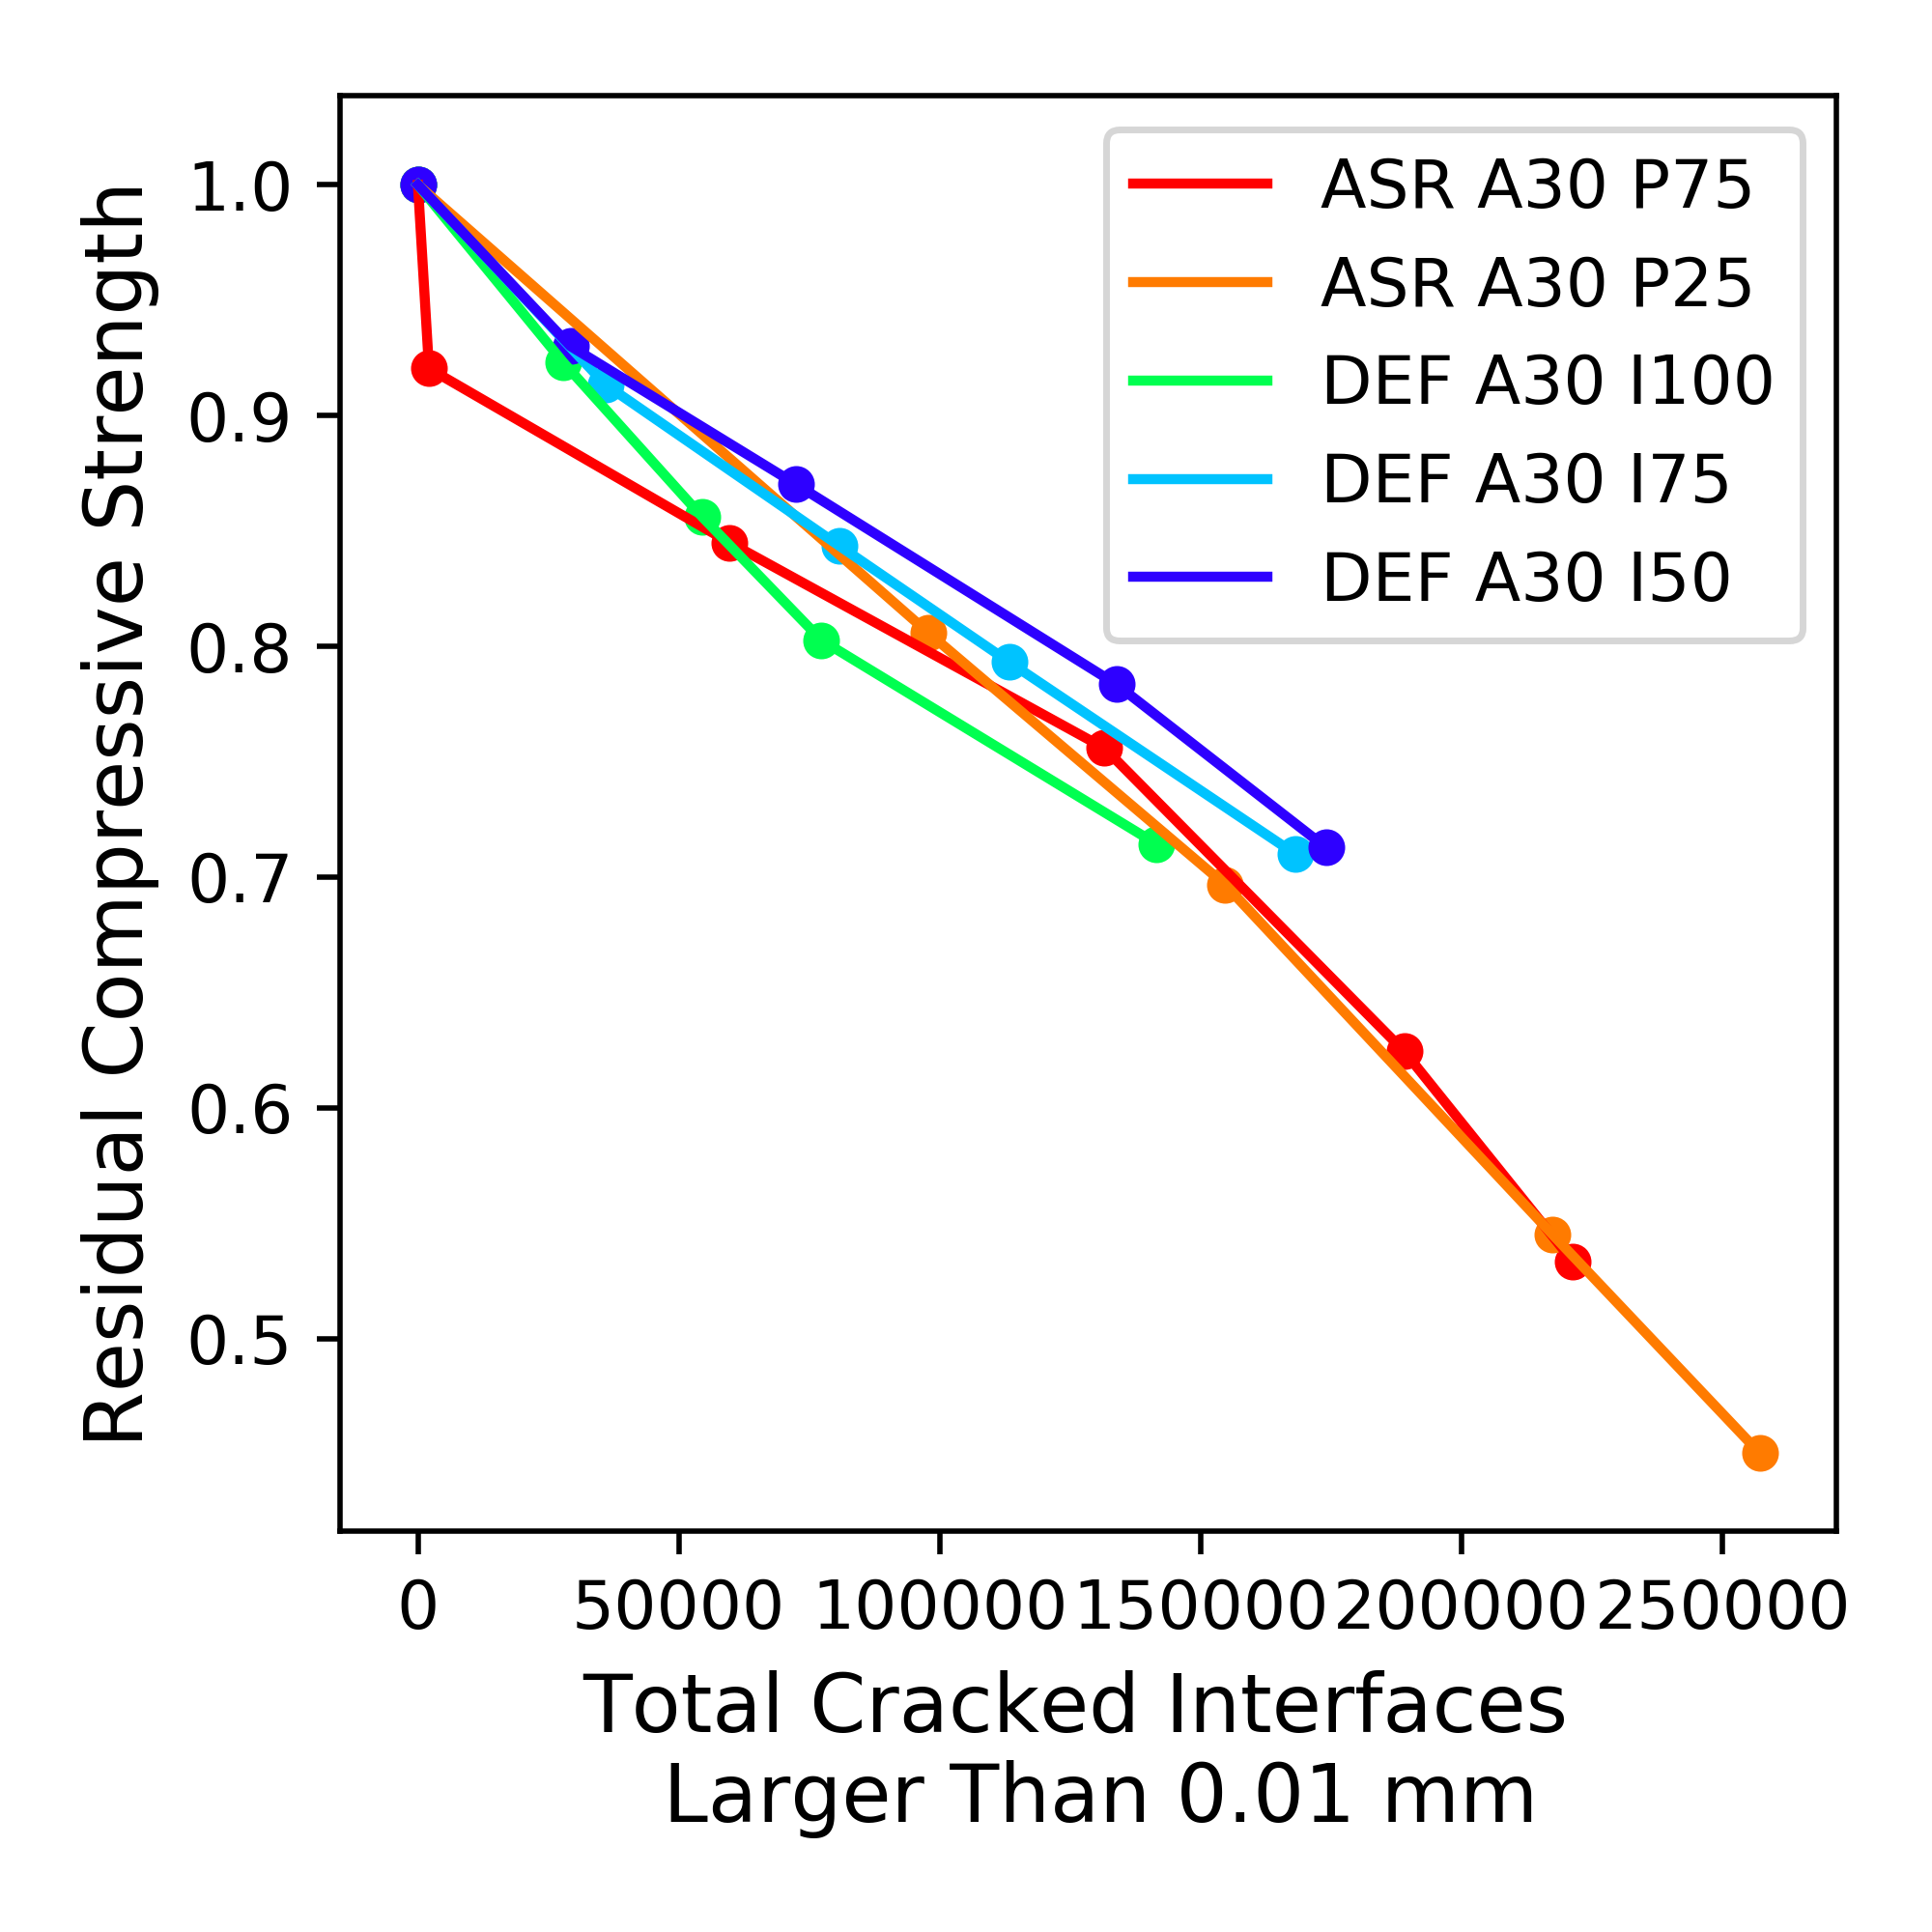 Residual Compressive Strength
1.0
0.9
0.8
0.7
0.6
0.5
ASR A30 P75
ASR A30 P25
DEF A30 I100
DEF A30 I75
DEF A30 I50
0 50000 100000 150000 200000 250000
Total Cracked Interfaces
Larger Than 0.01 mm